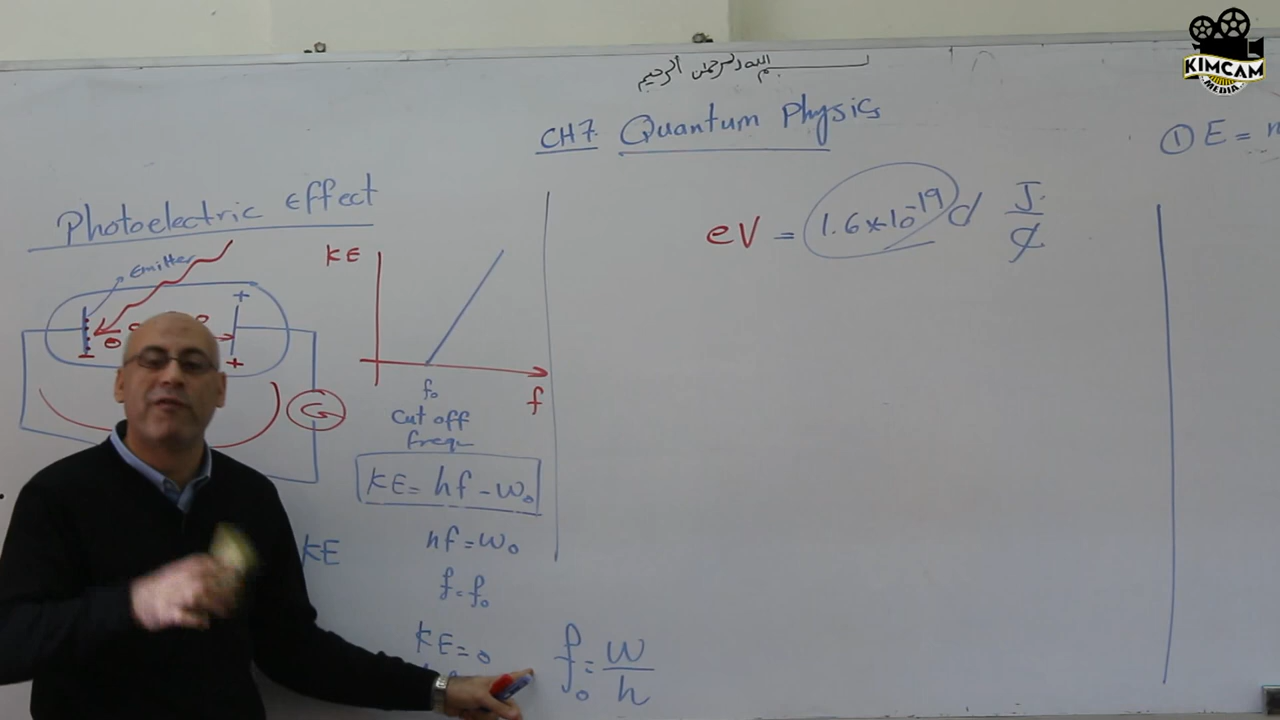 KIMCAM
MEDIA
بسم الله الرحمن الرحيم
CH7. Quantum Physics
① E =
Photoelectric Effect
Emitter
+
+
G
KE
f₀
f
Cut off
freq
KE = hf - w₀
hf = w₀
f = f₀
KE
KE = 0
f₀ = w/h
eV = 1.6×10⁻¹⁹ J/C